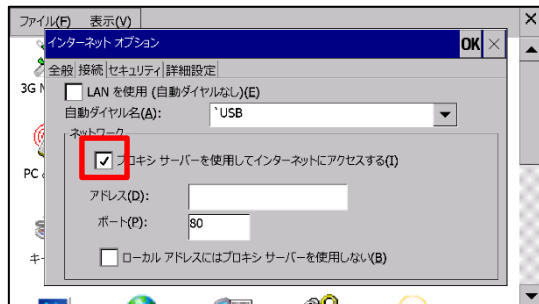 ファイル(F) 表示(V)
インターネット オプション OK
全般 接続 セキュリティ 詳細設定
3G
LAN を使用 (自動ダイヤルなし)(E)
自動ダイヤル名(A): `USB
ネットワーク
プロキシ サーバーを使用してインターネットにアクセスする(I)
PC
アドレス(D):
ポート(P): 80
キー
ローカル アドレスにはプロキシ サーバーを使用しない(B)